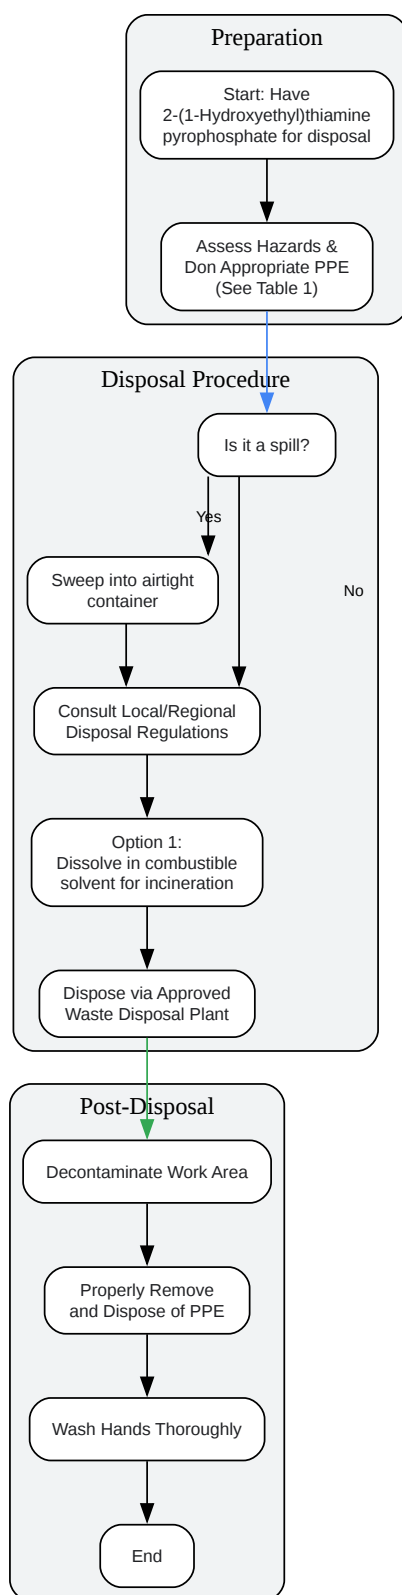 Preparation
Start: Have
2-(1-Hydroxyethyl)thiamine
pyrophosphate for disposal
Assess Hazards &
Don Appropriate PPE
(See Table 1)
Disposal Procedure
Is it a spill?
Yes
Sweep into airtight
container
No
Consult Local/Regional
Disposal Regulations
Option 1:
Dissolve in combustible
solvent for incineration
Dispose via Approved
Waste Disposal Plant
Post-Disposal
Decontaminate Work Area
Properly Remove
and Dispose of PPE
Wash Hands Thoroughly
End